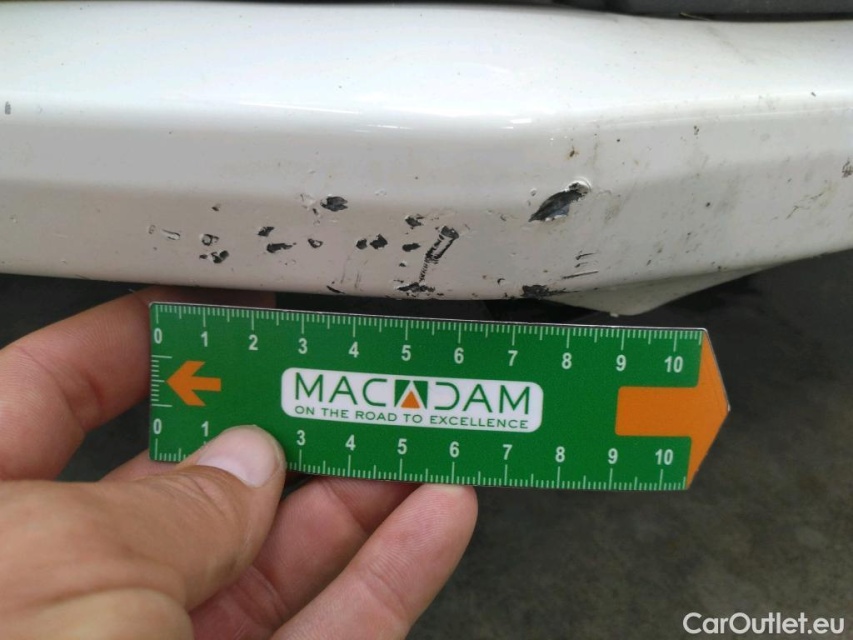 0 1 2 3 4 5 6 7 8 9 10
MACADAM
ON THE ROAD TO EXCELLENCE
0 1 3 4 5 6 7 8 9 10
CarOutlet.eu